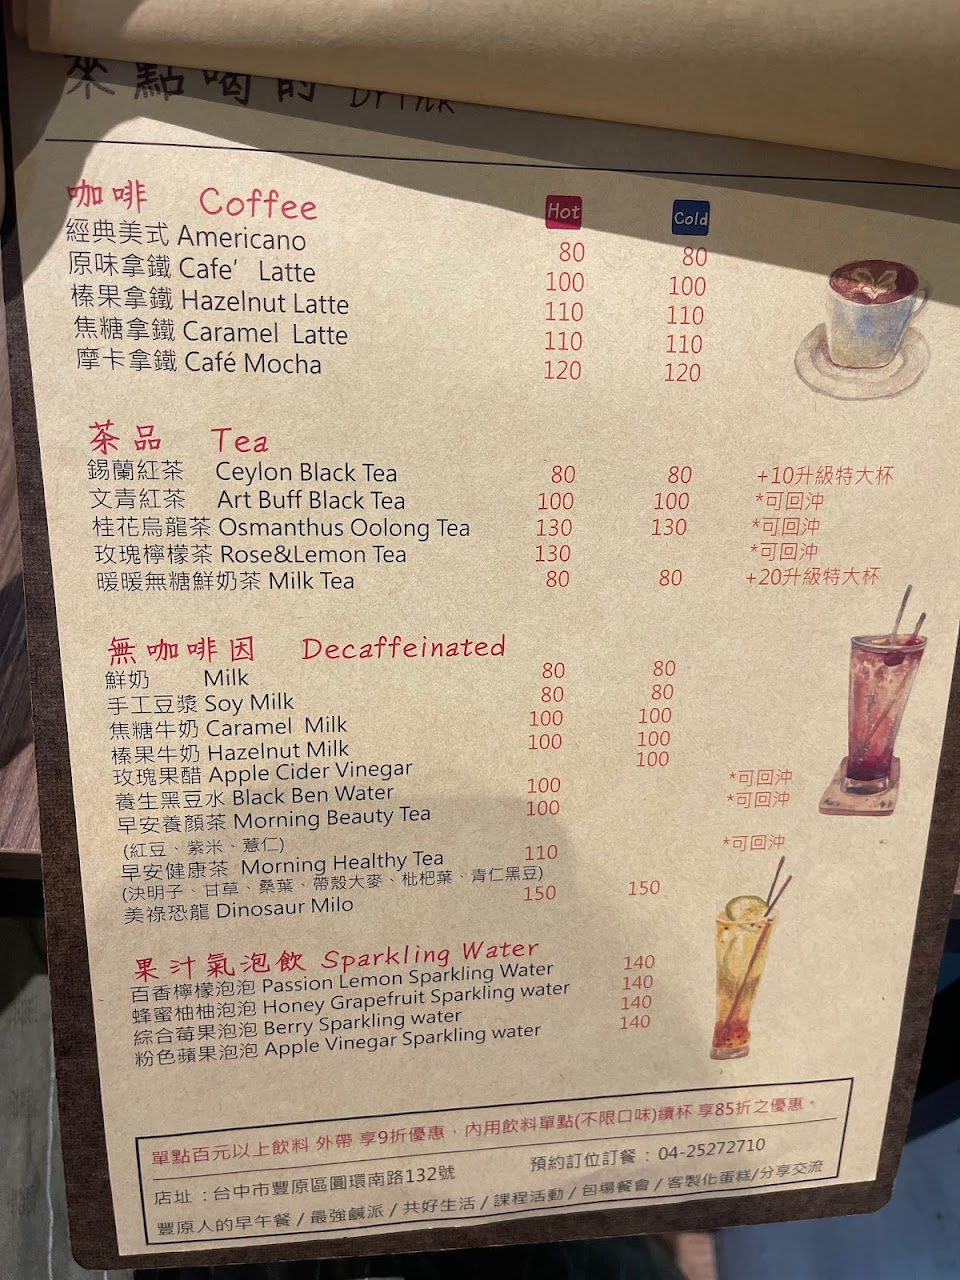 來點喝的 Drink
咖啡 Coffee Hot Cold
經典美式 Americano 80 80
原味拿鐵 Cafe’ Latte 100 100
榛果拿鐵 Hazelnut Latte 110 110
焦糖拿鐵 Caramel Latte 110 110
摩卡拿鐵 Café Mocha 120 120
茶品 Tea
錫蘭紅茶 Ceylon Black Tea 80 80 +10升級特大杯
文青紅茶 Art Buff Black Tea 100 100 *可回沖
桂花烏龍茶 Osmanthus Oolong Tea 130 130 *可回沖
玫瑰檸檬茶 Rose&Lemon Tea 130 *可回沖
暖暖無糖鮮奶茶 Milk Tea 80 80 +20升級特大杯
無咖啡因 Decaffeinated
鮮奶 Milk 80 80
手工豆漿 Soy Milk 80 80
焦糖牛奶 Caramel Milk 100 100
榛果牛奶 Hazelnut Milk 100 100
玫瑰果醋 Apple Cider Vinegar 100
養生黑豆水 Black Ben Water 100 *可回沖
早安養顏茶 Morning Beauty Tea 100 *可回沖
(紅豆、紫米、薏仁)
早安健康茶 Morning Healthy Tea 110 *可回沖
(決明子、甘草、桑葉、帶殼大麥、枇杷葉、青仁黑豆)
美祿恐龍 Dinosaur Milo 150 150
果汁氣泡飲 Sparkling Water
百香檸檬泡泡 Passion Lemon Sparkling Water 140
蜂蜜柚柚泡泡 Honey Grapefruit Sparkling water 140
綜合莓果泡泡 Berry Sparkling water 140
粉色蘋果泡泡 Apple Vinegar Sparkling water 140
單點百元以上飲料 外帶 享9折優惠．內用飲料單點(不限口味)續杯 享85折之優惠。
店址：台中市豐原區圓環南路132號 預約訂位訂餐：04-25272710
豐原人的早午餐/最強鹹派/共好生活/課程活動/包場餐會/客製化蛋糕/分享交流